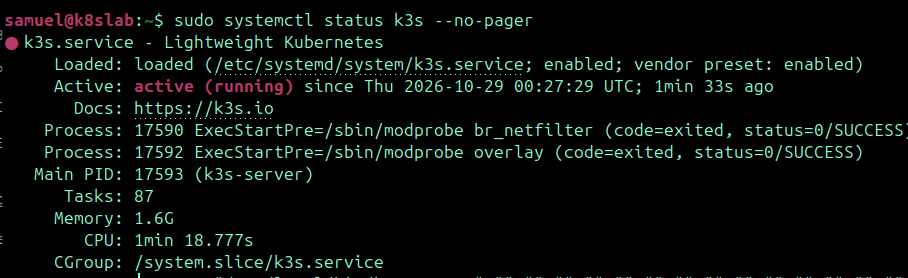 samuel@k8slab:~$ sudo systemctl status k3s --no-pager
● k3s.service - Lightweight Kubernetes
Loaded: loaded (/etc/systemd/system/k3s.service; enabled; vendor preset: enabled)
Active: active (running) since Thu 2026-10-29 00:27:29 UTC; 1min 33s ago
Docs: https://k3s.io
Process: 17590 ExecStartPre=/sbin/modprobe br_netfilter (code=exited, status=0/SUCCESS)
Process: 17592 ExecStartPre=/sbin/modprobe overlay (code=exited, status=0/SUCCESS)
Main PID: 17593 (k3s-server)
Tasks: 87
Memory: 1.6G
CPU: 1min 18.777s
CGroup: /system.slice/k3s.service